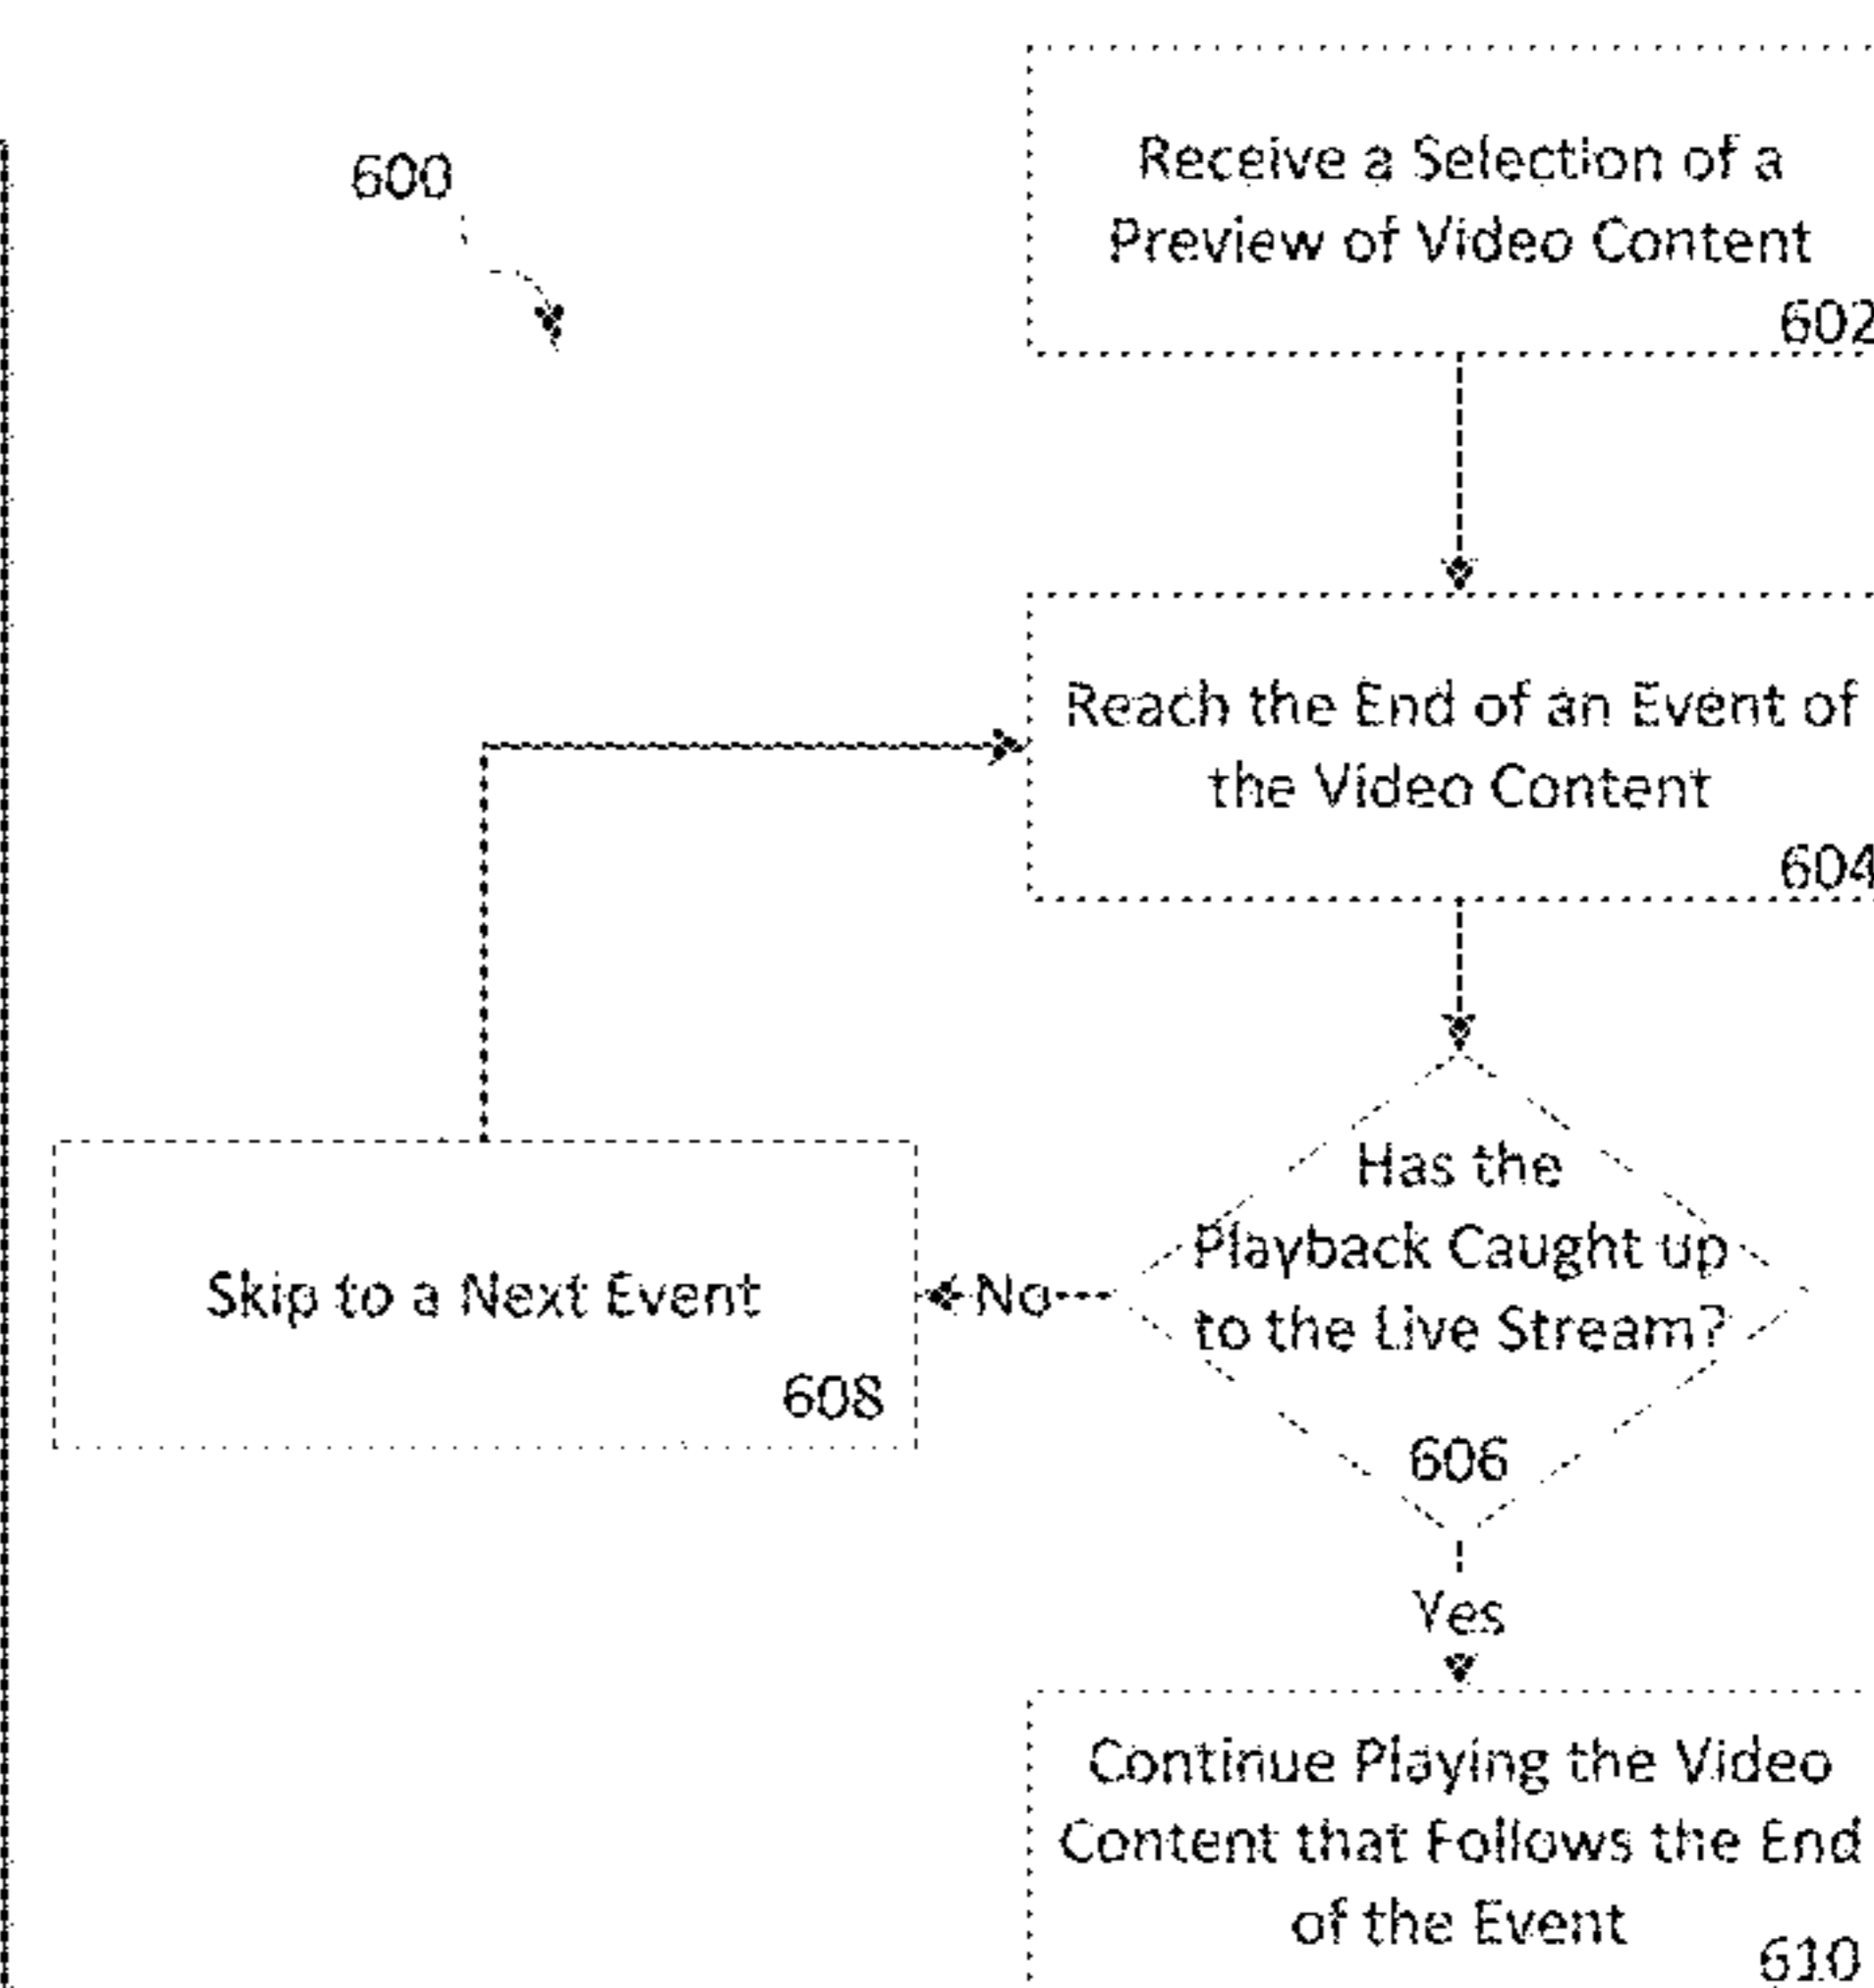 600
Receive a Selection of a
Preview of Video Content
602
Reach the End of an Event of
the Video Content
604
Has the
Playback Caught up
to the Live Stream?
606
No
Skip to a Next Event
608
Yes
Continue Playing the Video
Content that Follows the End
of the Event
610